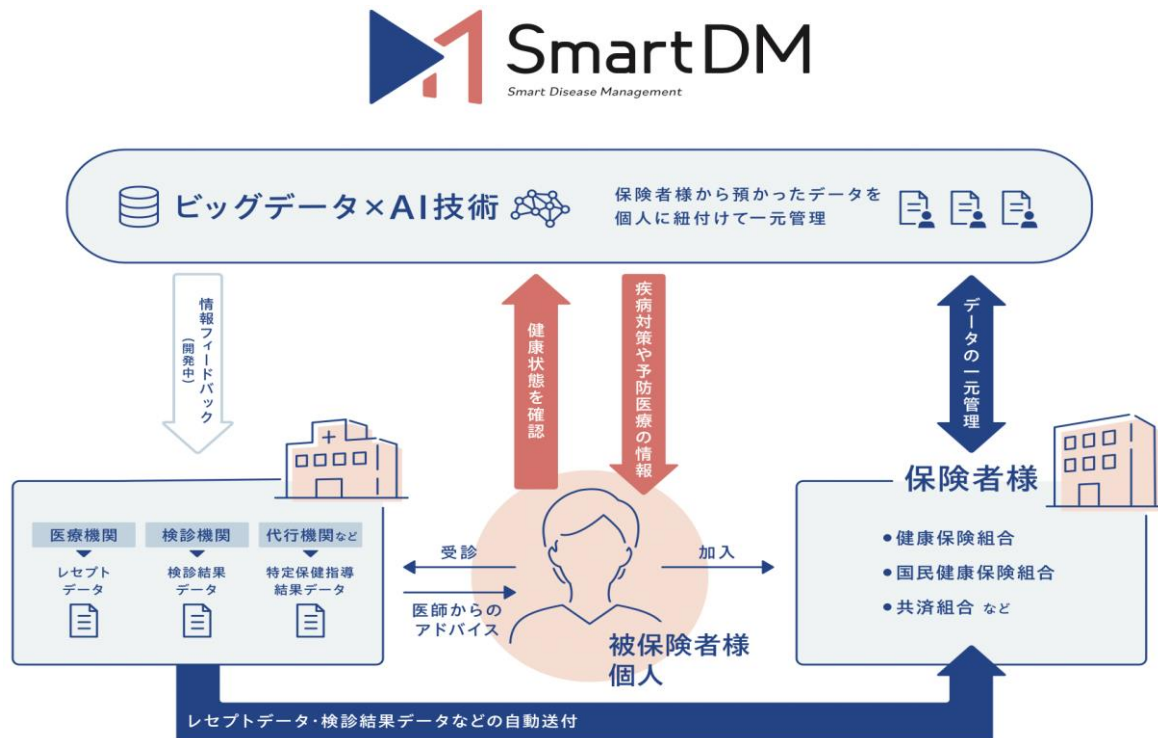 SmartDM
Smart Disease Management
ビッグデータ×AI技術
保険者様から預かったデータを
個人に紐付けて一元管理
情報フィードバック
(開発中)
健康状態を確認
疾病対策や予防医療の情報
データの一元管理
医療機関
レセプト
データ
検診機関
検診結果
データ
代行機関など
特定保健指導
結果データ
受診
医師からの
アドバイス
被保険者様
個人
加入
保険者様
•健康保険組合
•国民健康保険組合
•共済組合 など
レセプトデータ・検診結果データなどの自動送付